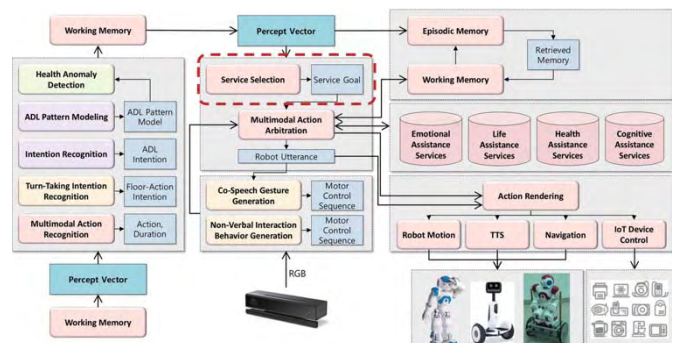 Working Memory
Percept Vector
Episodic Memory
Retrieved
Memory
Working Memory
Health Anomaly
Detection
Service Selection
Service Goal
ADL Pattern Modeling
ADL Pattern
Model
Multimodal Action
Arbitration
Emotional
Assistance
Services
Life
Assistance
Services
Health
Assistance
Services
Cognitive
Assistance
Services
Intention Recognition
ADL
Intention
Robot Utterance
Turn-Taking Intention
Recognition
Floor-Action
Intention
Co-Speech Gesture
Generation
Motor
Control
Sequence
Action Rendering
Multimodal Action
Recognition
Action,
Duration
Non-Verbal Interaction
Behavior Generation
Motor
Control
Sequence
Robot Motion
TTS
Navigation
IoT Device
Control
Percept Vector
RGB
Working Memory